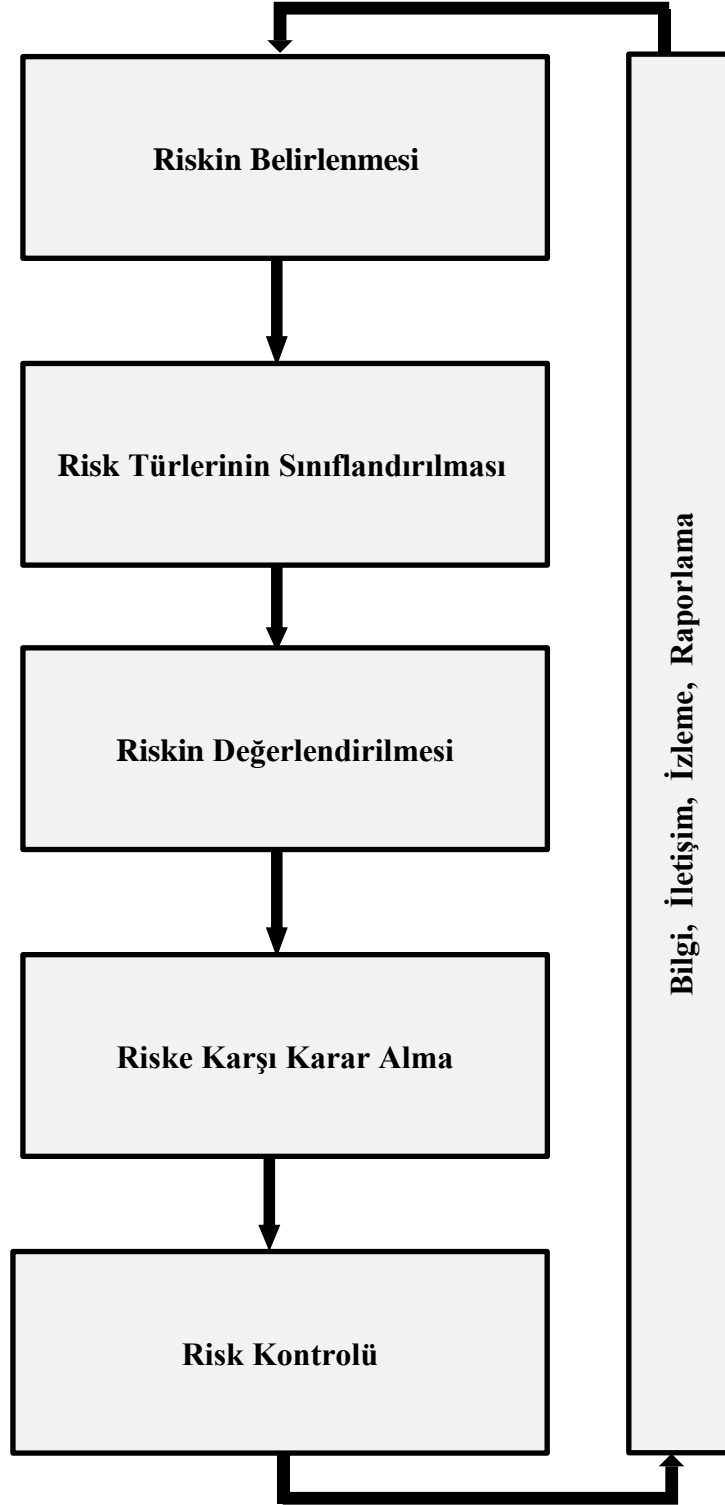 Riskin Belirlenmesi
Risk Türlerinin Sınıflandırılması
Riskin Değerlendirilmesi
Riske Karşı Karar Alma
Risk Kontrolü
Bilgi, İletişim, İzleme, Raporlama